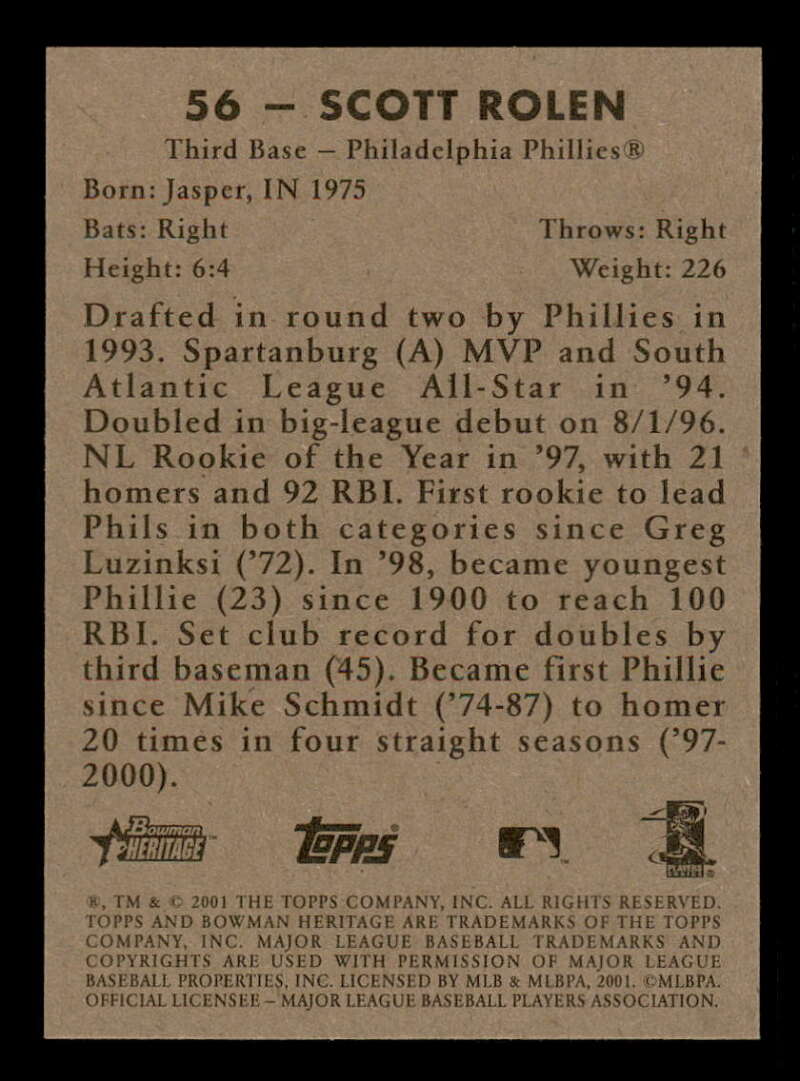 56 – SCOTT ROLEN
Third Base – Philadelphia Phillies®
Born: Jasper, IN 1975
Bats: Right Throws: Right
Height: 6:4 Weight: 226
Drafted in round two by Phillies in
1993. Spartanburg (A) MVP and South
Atlantic League All-Star in ’94.
Doubled in big-league debut on 8/1/96.
NL Rookie of the Year in ’97, with 21
homers and 92 RBI. First rookie to lead
Phils in both categories since Greg
Luzinksi (’72). In ’98, became youngest
Phillie (23) since 1900 to reach 100
RBI. Set club record for doubles by
third baseman (45). Became first Phillie
since Mike Schmidt (’74-87) to homer
20 times in four straight seasons (’97-
2000).
Bowman
HERITAGE
Topps
PLAYERS
®, TM & © 2001 THE TOPPS COMPANY, INC. ALL RIGHTS RESERVED.
TOPPS AND BOWMAN HERITAGE ARE TRADEMARKS OF THE TOPPS
COMPANY, INC. MAJOR LEAGUE BASEBALL TRADEMARKS AND
COPYRIGHTS ARE USED WITH PERMISSION OF MAJOR LEAGUE
BASEBALL PROPERTIES, INC. LICENSED BY MLB & MLBPA, 2001. ©MLBPA.
OFFICIAL LICENSEE – MAJOR LEAGUE BASEBALL PLAYERS ASSOCIATION.